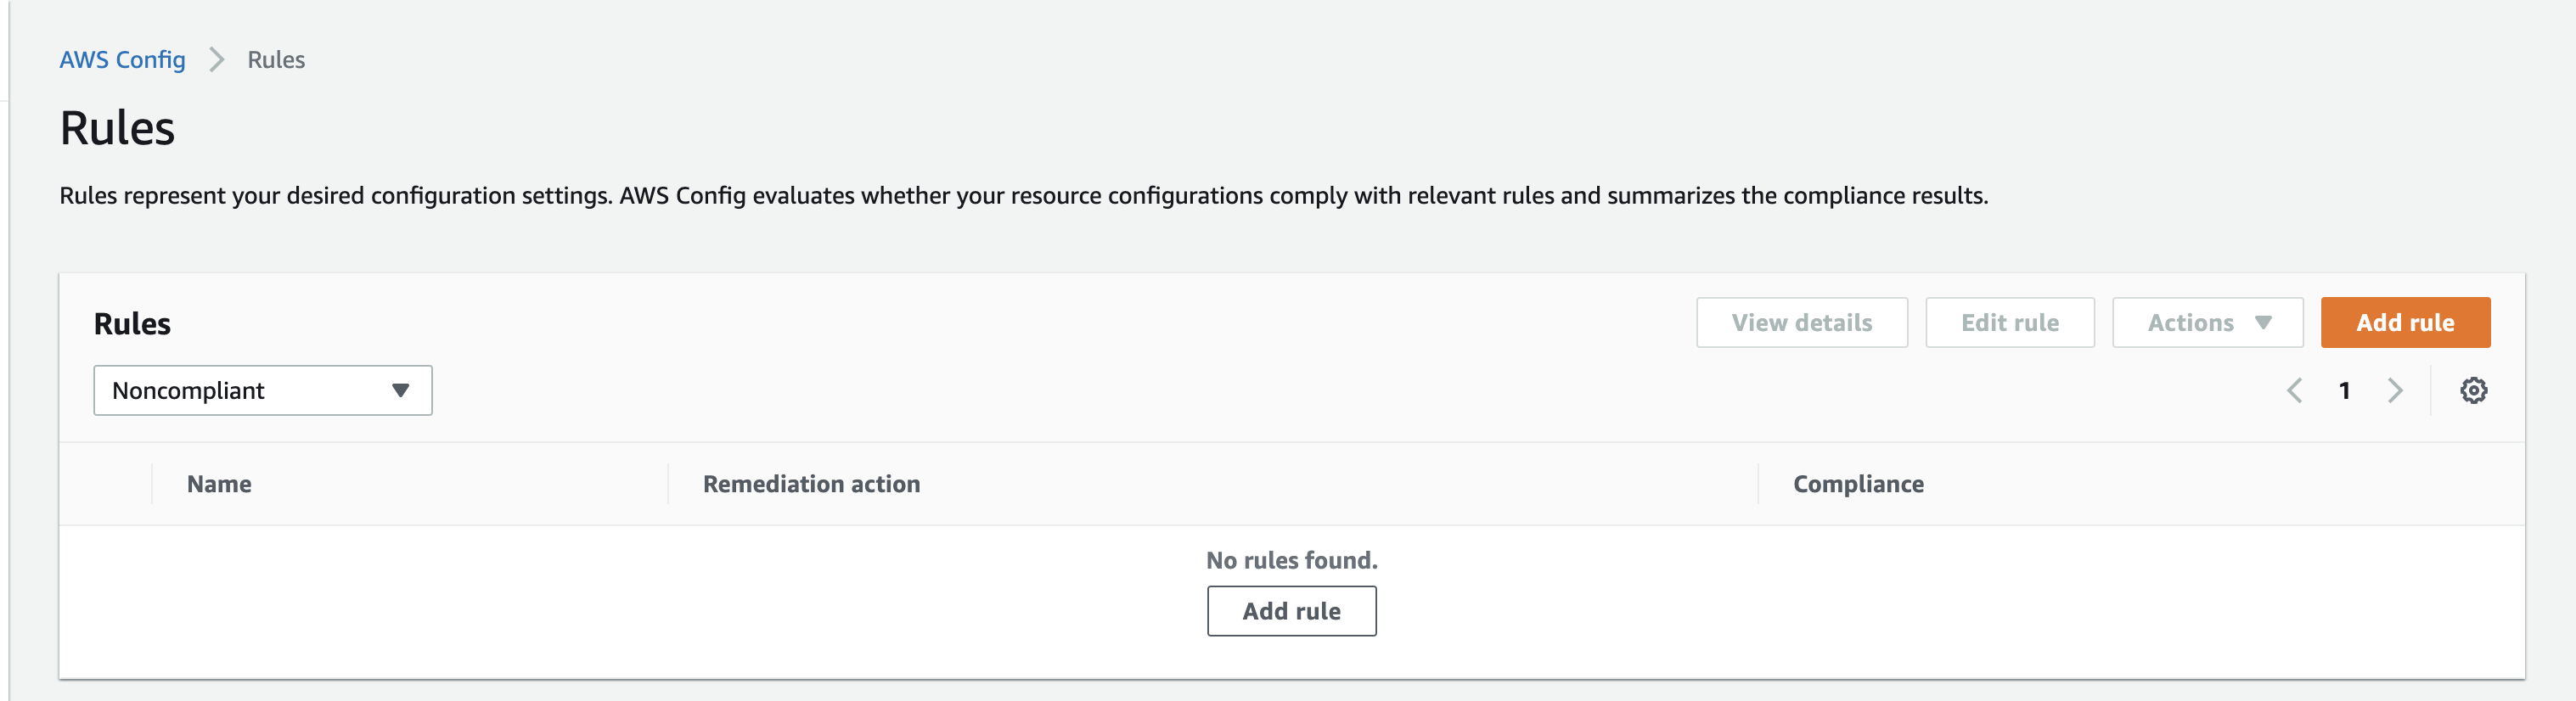 AWS Config > Rules
Rules
Rules represent your desired configuration settings. AWS Config evaluates whether your resource configurations comply with relevant rules and summarizes the compliance results.
Rules
View details Edit rule Actions Add rule
Noncompliant
1
Name Remediation action Compliance
No rules found.
Add rule